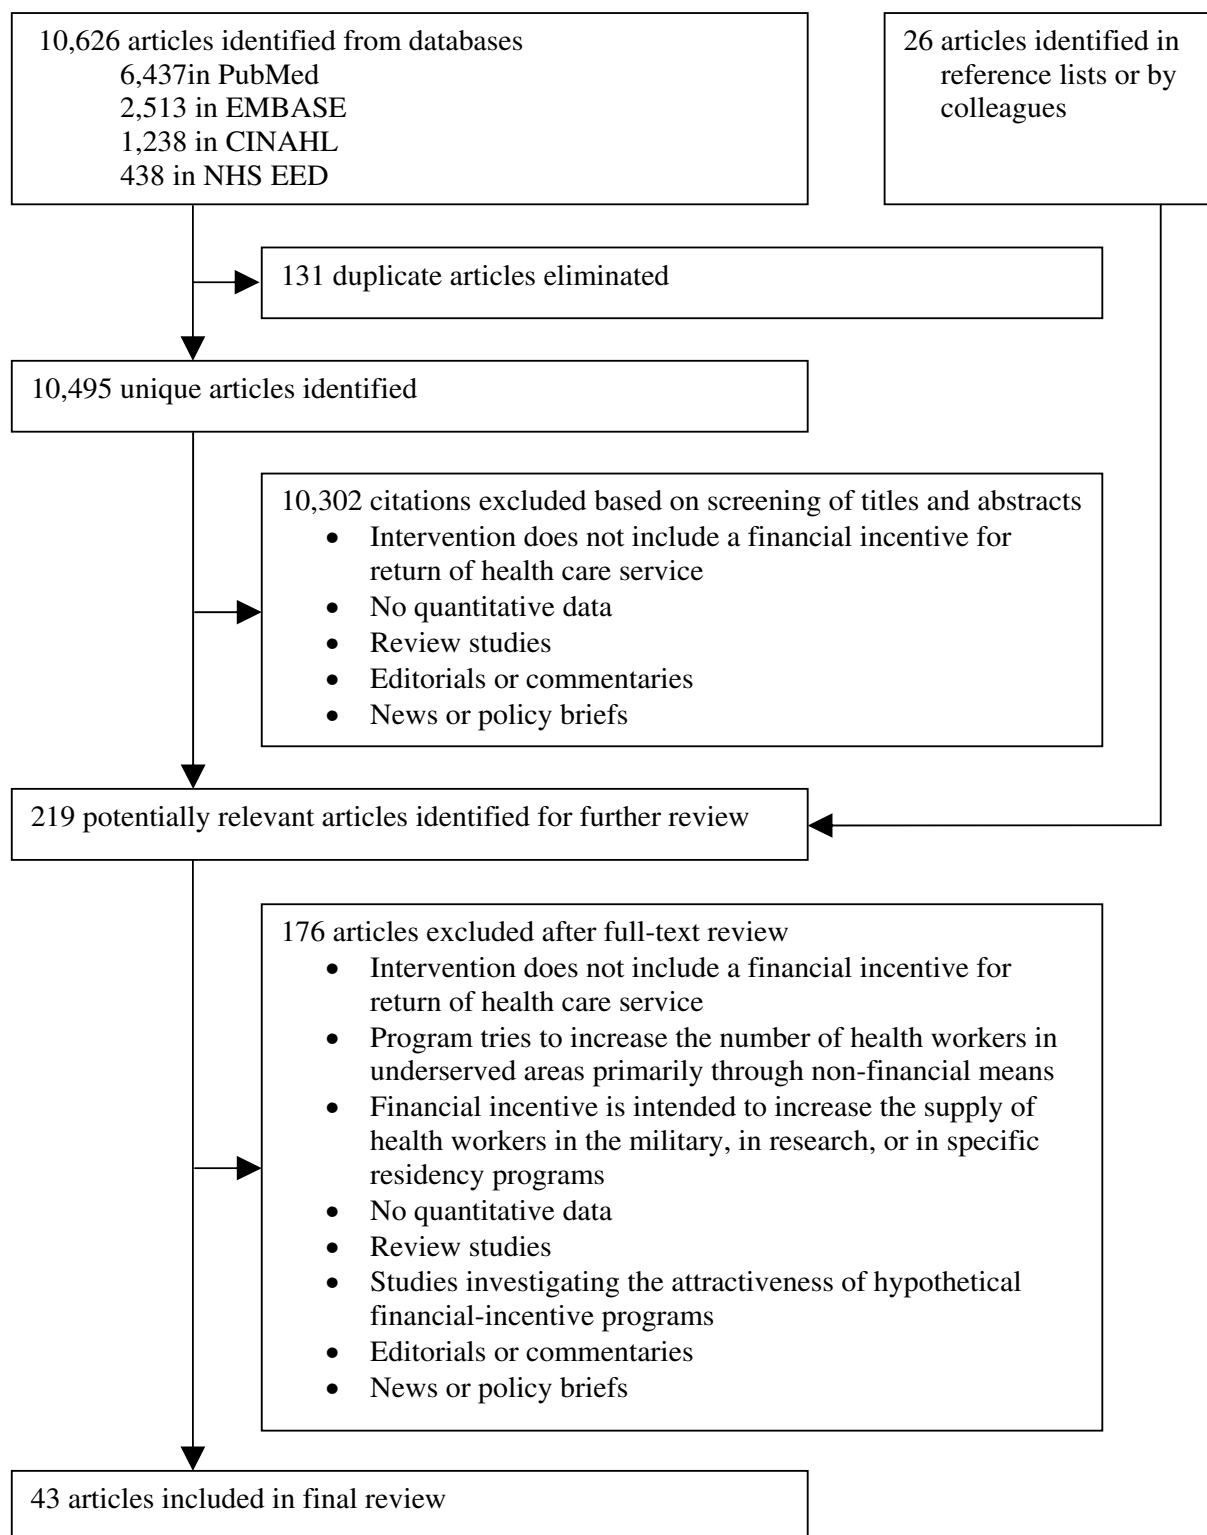 10,626 articles identified from databases
6,437in PubMed
2,513 in EMBASE
1,238 in CINAHL
438 in NHS EED
26 articles identified in
reference lists or by
colleagues
131 duplicate articles eliminated
10,495 unique articles identified
10,302 citations excluded based on screening of titles and abstracts
• Intervention does not include a financial incentive for
return of health care service
• No quantitative data
• Review studies
• Editorials or commentaries
• News or policy briefs
219 potentially relevant articles identified for further review
176 articles excluded after full-text review
• Intervention does not include a financial incentive for
return of health care service
• Program tries to increase the number of health workers in
underserved areas primarily through non-financial means
• Financial incentive is intended to increase the supply of
health workers in the military, in research, or in specific
residency programs
• No quantitative data
• Review studies
• Studies investigating the attractiveness of hypothetical
financial-incentive programs
• Editorials or commentaries
• News or policy briefs
43 articles included in final review